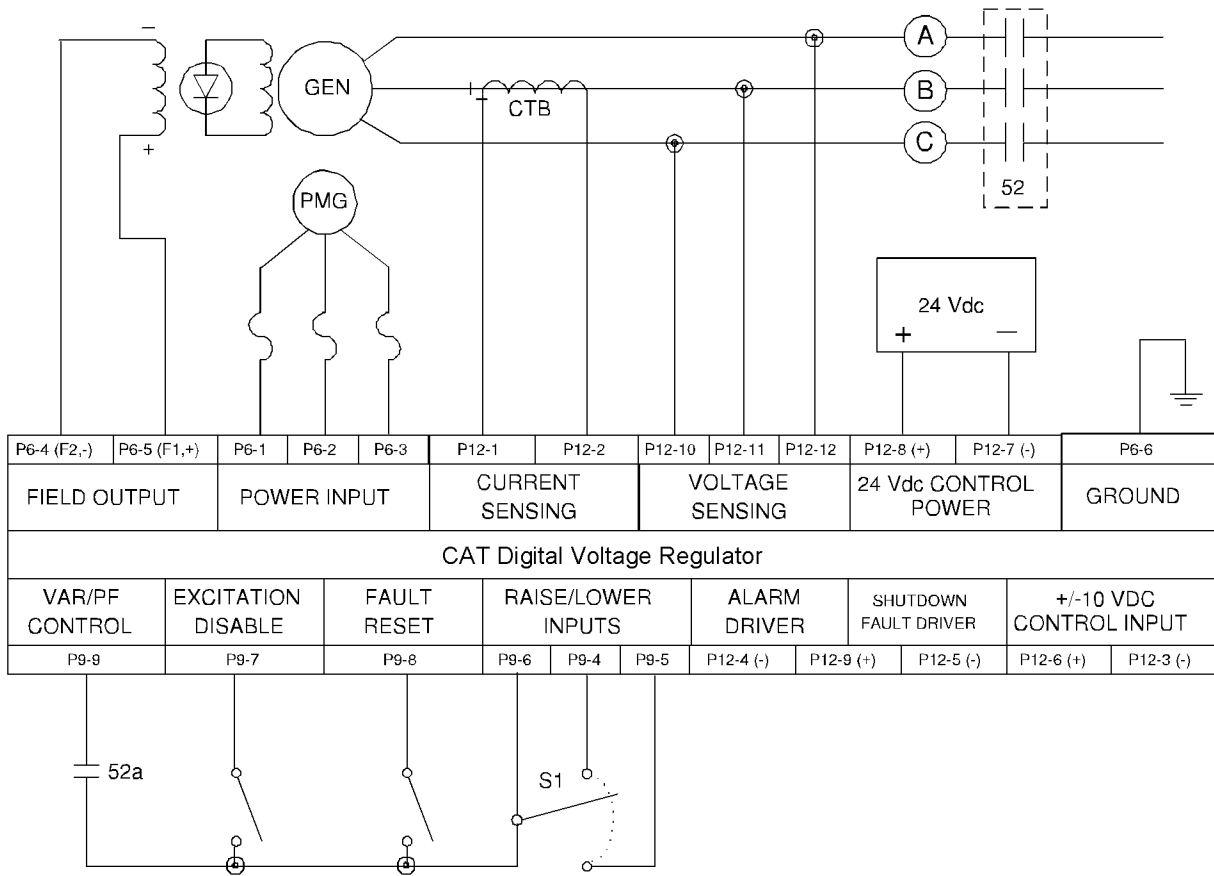 −
GEN
A
+
−
CTB
B
+
C
52
PMG
24 Vdc
+ −
P6-4 (F2,-) P6-5 (F1,+) P6-1 P6-2 P6-3 P12-1 P12-2 P12-10 P12-11 P12-12 P12-8 (+) P12-7 (-) P6-6
FIELD OUTPUT POWER INPUT CURRENT SENSING VOLTAGE SENSING 24 Vdc CONTROL POWER GROUND
CAT Digital Voltage Regulator
VAR/PF CONTROL EXCITATION DISABLE FAULT RESET RAISE/LOWER INPUTS ALARM DRIVER SHUTDOWN FAULT DRIVER +/-10 VDC CONTROL INPUT
P9-9 P9-7 P9-8 P9-6 P9-4 P9-5 P12-4 (-) P12-9 (+) P12-5 (-) P12-6 (+) P12-3 (-)
52a
S1